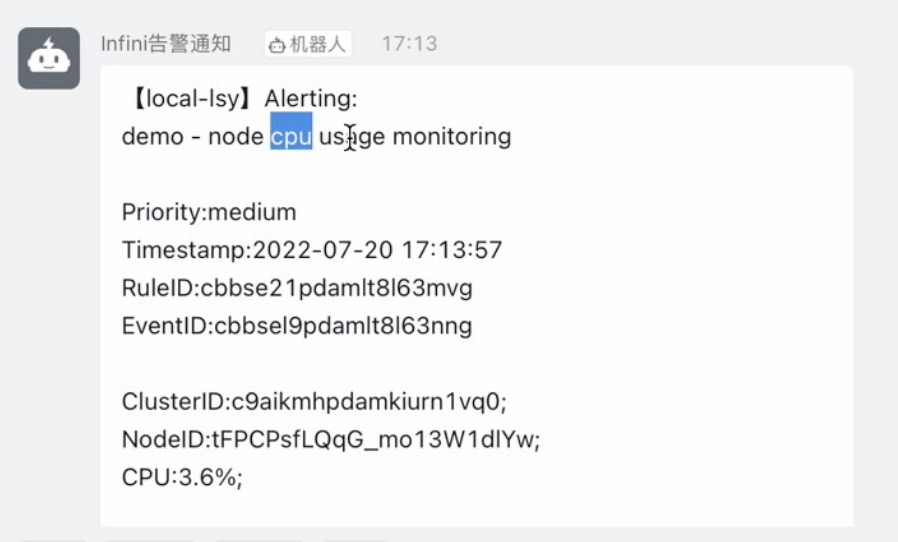 Infini告警通知 机器人 17:13
【local-lsy】Alerting:
demo - node cpu usage monitoring
Priority:medium
Timestamp:2022-07-20 17:13:57
RuleID:cbbse21pdamlt8l63mvg
EventID:cbbsel9pdamlt8l63nng
ClusterID:c9aikmhpdamkiurn1vq0;
NodeID:tFPCPsfLQqG_mo13W1dlYw;
CPU:3.6%;